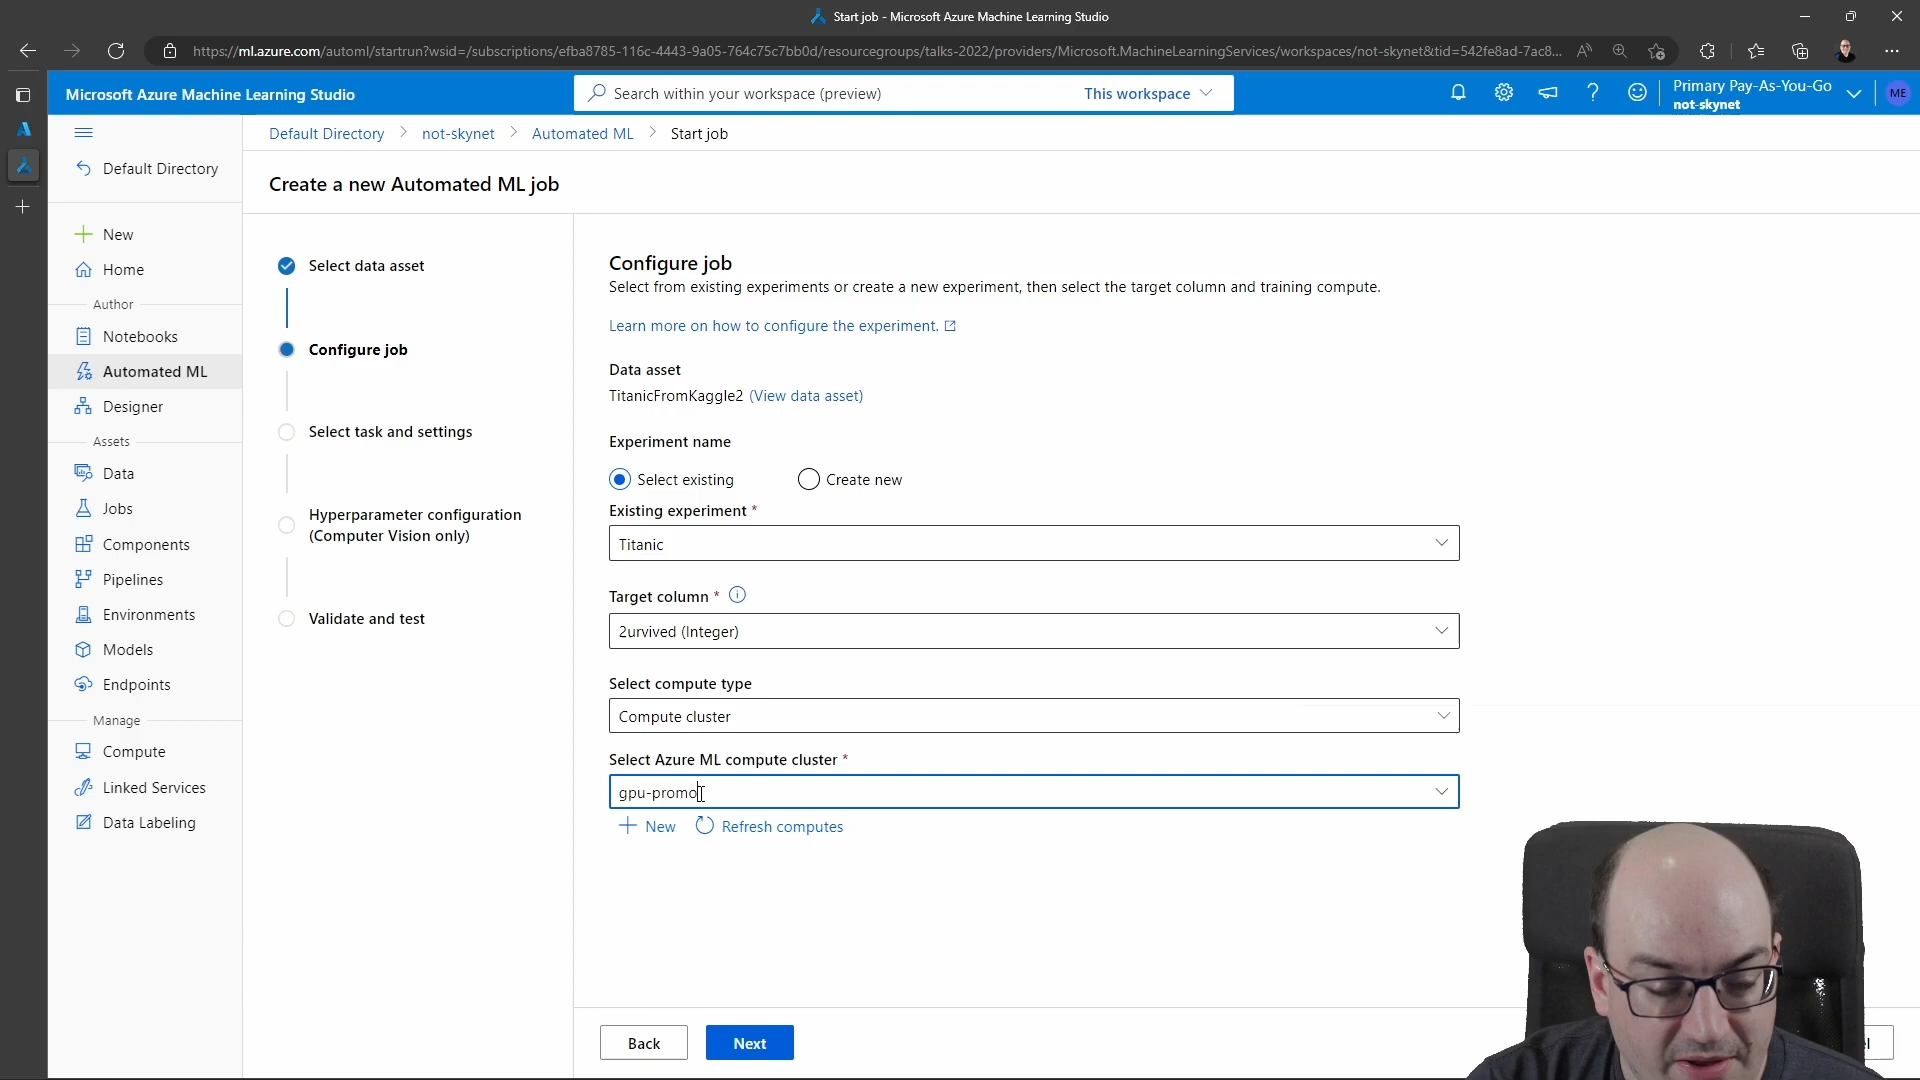 Start job - Microsoft Azure Machine Learning Studio
https://ml.azure.com/automl/startrun?wsid=/subscriptions/efba8785-116c-4443-9a05-764c75c7bb0d/resourcegroups/talks-2022/providers/Microsoft.MachineLearningServices/workspaces/not-skynet&tid=542fe8ad-7ac8...
Microsoft Azure Machine Learning Studio
Search within your workspace (preview)
This workspace
Primary Pay-As-You-Go
not-skynet
ME
Default Directory
not-skynet
Automated ML
Start job
Default Directory
Create a new Automated ML job
New
Home
Author
Notebooks
Automated ML
Designer
Assets
Data
Jobs
Components
Pipelines
Environments
Models
Endpoints
Manage
Compute
Linked Services
Data Labeling
Select data asset
Configure job
Select task and settings
Hyperparameter configuration
(Computer Vision only)
Validate and test
Configure job
Select from existing experiments or create a new experiment, then select the target column and training compute.
Learn more on how to configure the experiment.
Data asset
TitanicFromKaggle2 (View data asset)
Experiment name
Select existing
Create new
Existing experiment *
Titanic
Target column *
2urvived (Integer)
Select compute type
Compute cluster
Select Azure ML compute cluster *
gpu-promo
New
Refresh computes
Back
Next